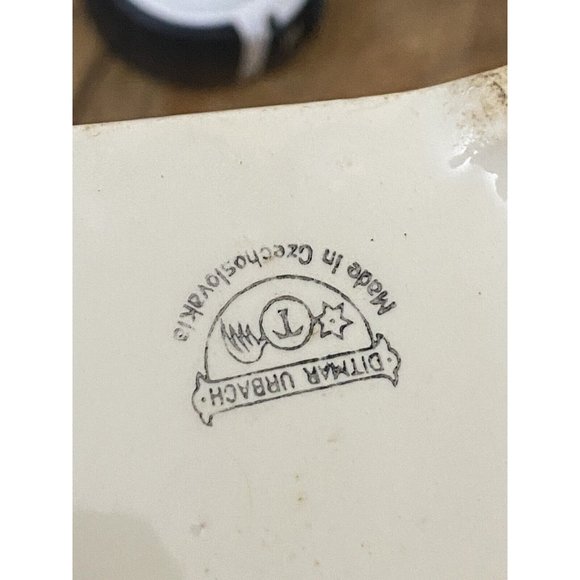 DITMAR URBACH
T
Made in Czechoslovakia